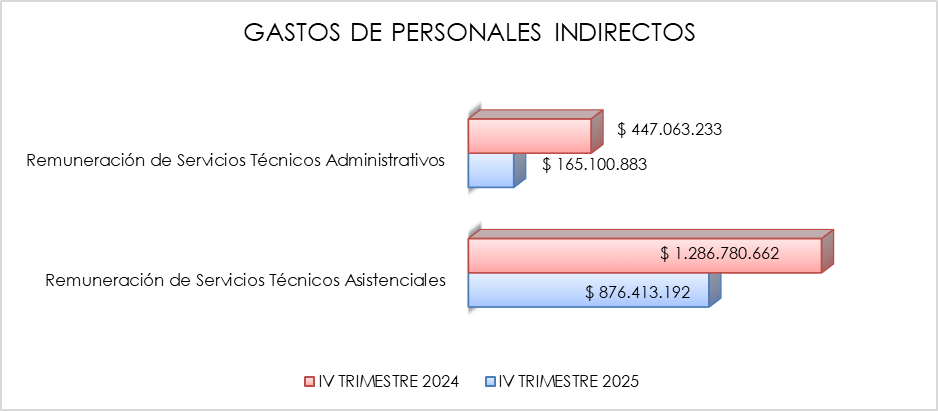 GASTOS DE PERSONALES INDIRECTOS
$ 447.063.233
Remuneración de Servicios Técnicos Administrativos
$ 165.100.883
$ 1.286.780.662
Remuneración de Servicios Técnicos Asistenciales
$ 876.413.192
IV TRIMESTRE 2024
IV TRIMESTRE 2025